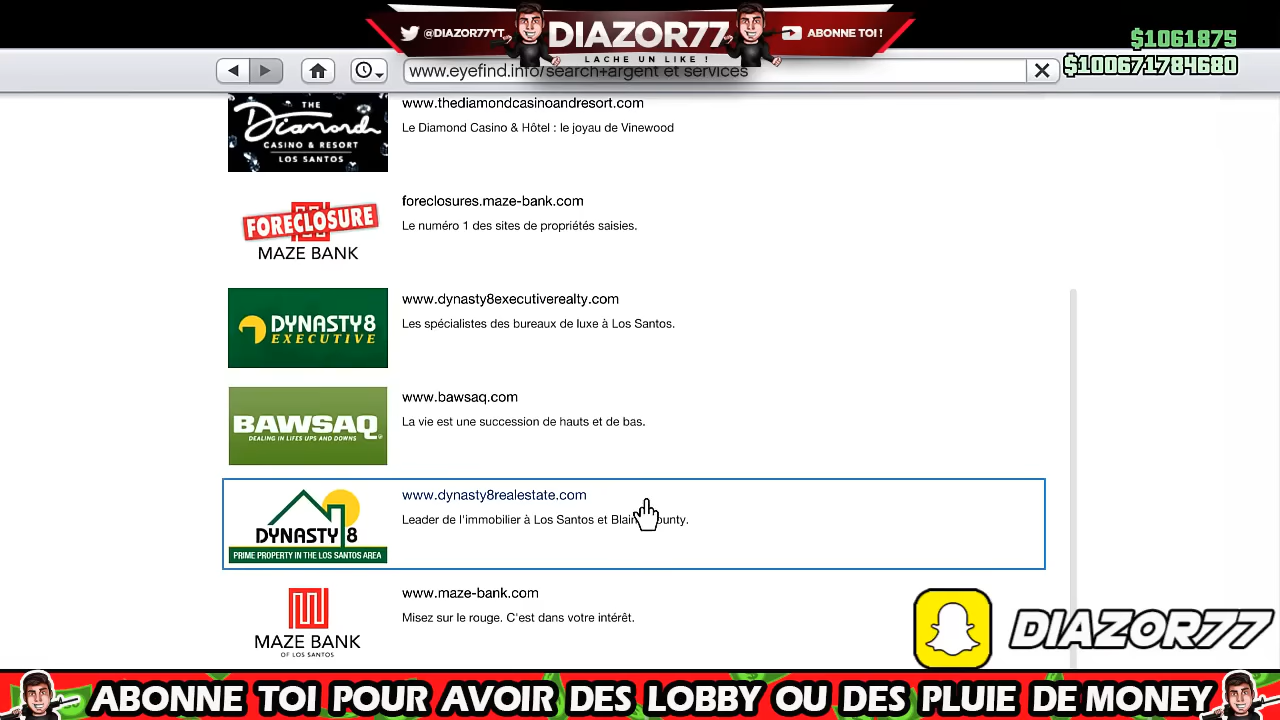 @DIAZOR77YT
DIAZOR77
ABONNE TOI !
LACHE UN LIKE !
$1061875
$100671784680
www.eyefind.info/search+argent et services
THE
Diamond
CASINO & RESORT
LOS SANTOS
www.thediamondcasinoandresort.com
Le Diamond Casino & Hôtel : le joyau de Vinewood
FORECLOSURE
MAZE BANK
foreclosures.maze-bank.com
Le numéro 1 des sites de propriétés saisies.
DYNASTY8
EXECUTIVE
www.dynasty8executiverealty.com
Les spécialistes des bureaux de luxe à Los Santos.
BAWSAQ
DEALING IN LIFES UPS AND DOWNS
www.bawsaq.com
La vie est une succession de hauts et de bas.
DYNASTY 8
PRIME PROPERTY IN THE LOS SANTOS AREA
www.dynasty8realestate.com
Leader de l'immobilier à Los Santos et Blaine County.
MAZE BANK
OF LOS SANTOS
www.maze-bank.com
Misez sur le rouge. C'est dans votre intérêt.
DIAZOR77
ABONNE TOI POUR AVOIR DES LOBBY OU DES PLUIE DE MONEY